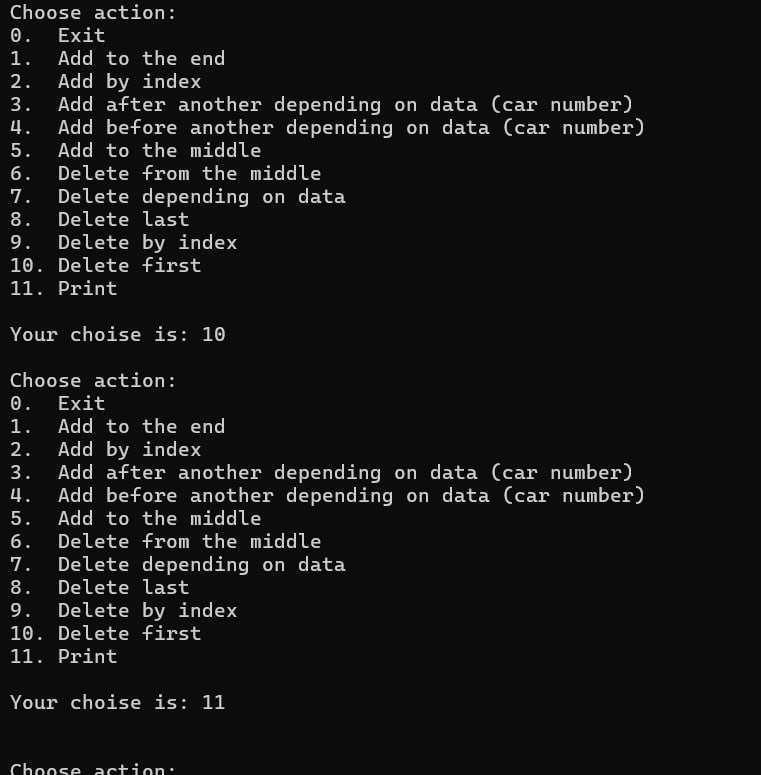 Choose action:
0.  Exit
1.  Add to the end
2.  Add by index
3.  Add after another depending on data (car number)
4.  Add before another depending on data (car number)
5.  Add to the middle
6.  Delete from the middle
7.  Delete depending on data
8.  Delete last
9.  Delete by index
10. Delete first
11. Print
Your choise is: 10
Choose action:
0.  Exit
1.  Add to the end
2.  Add by index
3.  Add after another depending on data (car number)
4.  Add before another depending on data (car number)
5.  Add to the middle
6.  Delete from the middle
7.  Delete depending on data
8.  Delete last
9.  Delete by index
10. Delete first
11. Print
Your choise is: 11
Choose action: